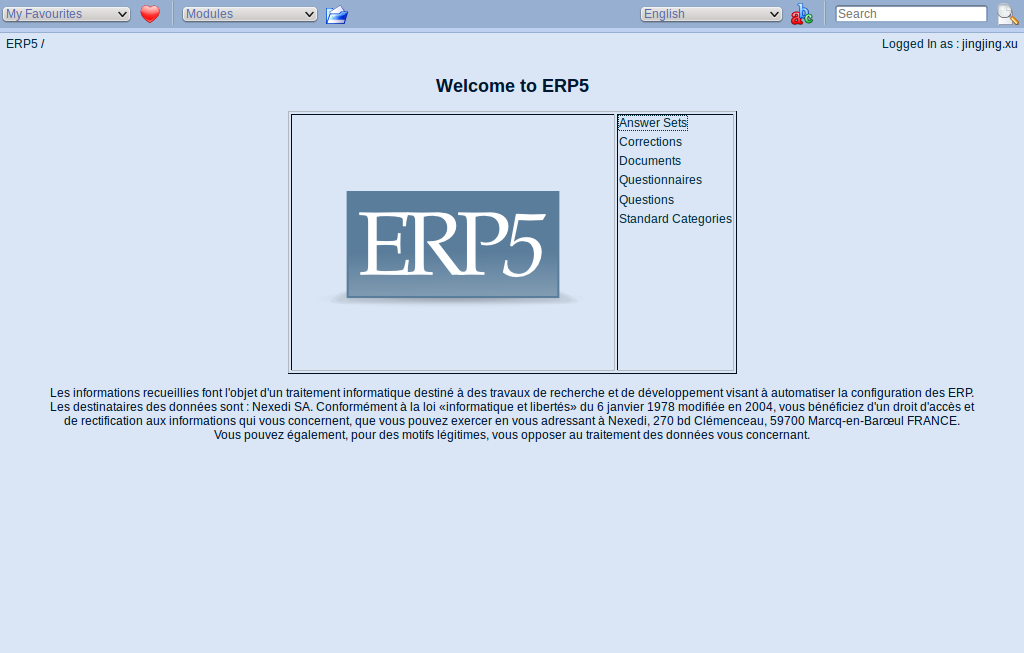 My Favourites
Modules
English
Search
ERP5 /
Logged In as : jingjing.xu
Welcome to ERP5
ERP5
Answer Sets
Corrections
Documents
Questionnaires
Questions
Standard Categories
Les informations recueillies font l'objet d'un traitement informatique destiné à des travaux de recherche et de développement visant à automatiser la configuration des ERP.
Les destinataires des données sont : Nexedi SA. Conformément à la loi «informatique et libertés» du 6 janvier 1978 modifiée en 2004, vous bénéficiez d'un droit d'accès et
de rectification aux informations qui vous concernent, que vous pouvez exercer en vous adressant à Nexedi, 270 bd Clémenceau, 59700 Marcq-en-Barœul FRANCE.
Vous pouvez également, pour des motifs légitimes, vous opposer au traitement des données vous concernant.